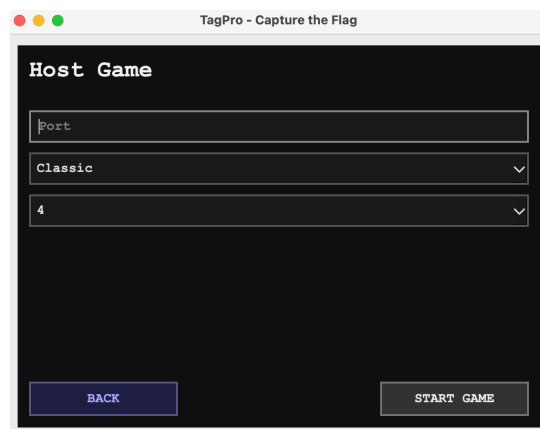 TagPro - Capture the Flag
Host Game
Port
Classic
4
BACK
START GAME